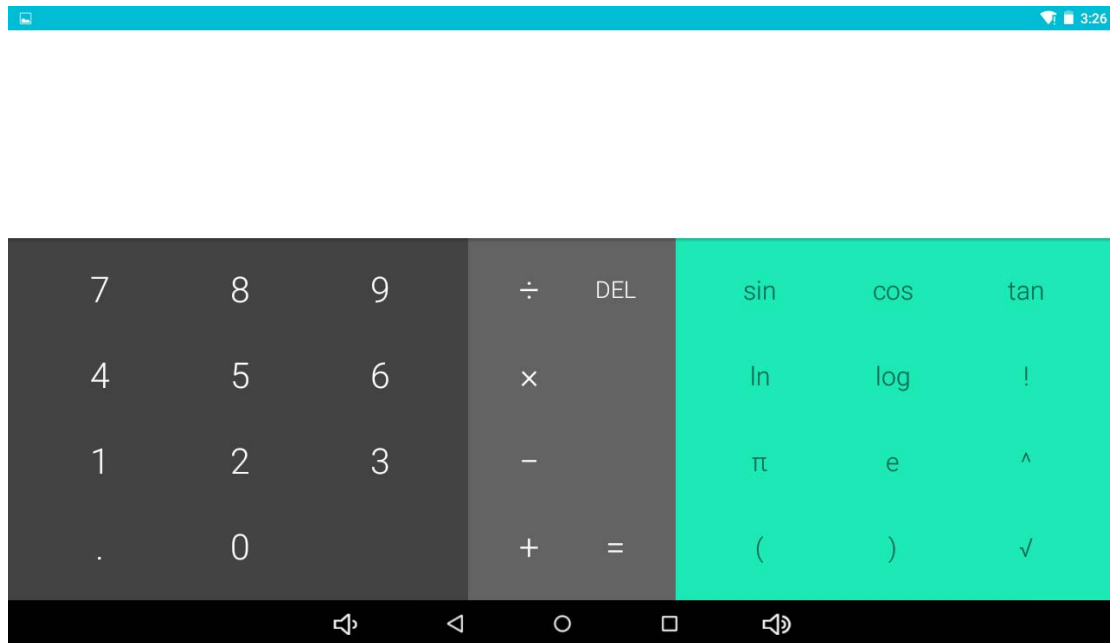 3:26
7 8 9 ÷ DEL sin cos tan
4 5 6 × ln log !
1 2 3 − π e ^
. 0 + = ( ) √